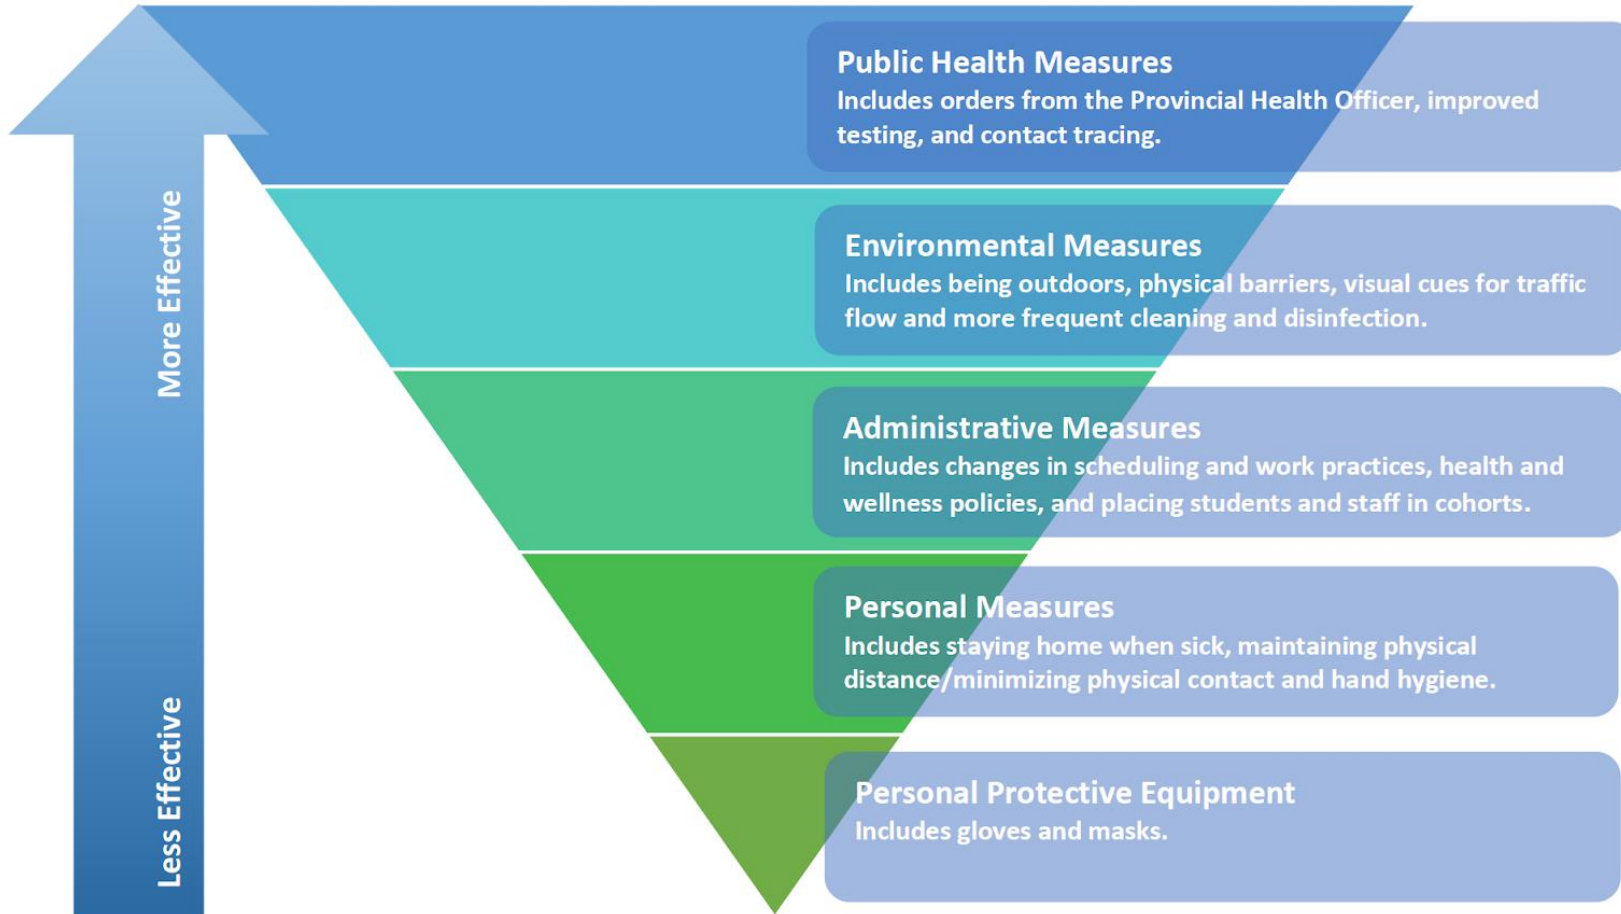 Public Health Measures
Includes orders from the Provincial Health Officer, improved
testing, and contact tracing.
Environmental Measures
Includes being outdoors, physical barriers, visual cues for traffic
flow and more frequent cleaning and disinfection.
Administrative Measures
Includes changes in scheduling and work practices, health and
wellness policies, and placing students and staff in cohorts.
Personal Measures
Includes staying home when sick, maintaining physical
distance/minimizing physical contact and hand hygiene.
Personal Protective Equipment
Includes gloves and masks.
More Effective
Less Effective